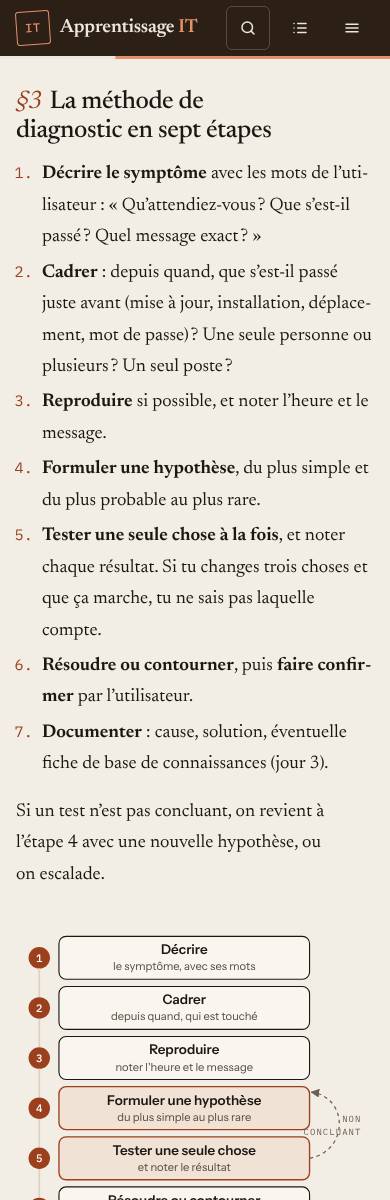 IT Apprentissage IT
§3 La méthode de
diagnostic en sept étapes
1. Décrire le symptôme avec les mots de l’uti-
lisateur : « Qu’attendiez-vous ? Que s’est-il
passé ? Quel message exact ? »
2. Cadrer : depuis quand, que s’est-il passé
juste avant (mise à jour, installation, déplace-
ment, mot de passe) ? Une seule personne ou
plusieurs ? Un seul poste ?
3. Reproduire si possible, et noter l’heure et le
message.
4. Formuler une hypothèse, du plus simple et
du plus probable au plus rare.
5. Tester une seule chose à la fois, et noter
chaque résultat. Si tu changes trois choses et
que ça marche, tu ne sais pas laquelle
compte.
6. Résoudre ou contourner, puis faire confir-
mer par l’utilisateur.
7. Documenter : cause, solution, éventuelle
fiche de base de connaissances (jour 3).
Si un test n’est pas concluant, on revient à
l’étape 4 avec une nouvelle hypothèse, ou
on escalade.
1 Décrire
le symptôme, avec ses mots
2 Cadrer
depuis quand, qui est touché
3 Reproduire
noter l’heure et le message
4 Formuler une hypothèse
du plus simple au plus rare
NON
CONCLUANT
5 Tester une seule chose
et noter le résultat
Résoudre ou contourner